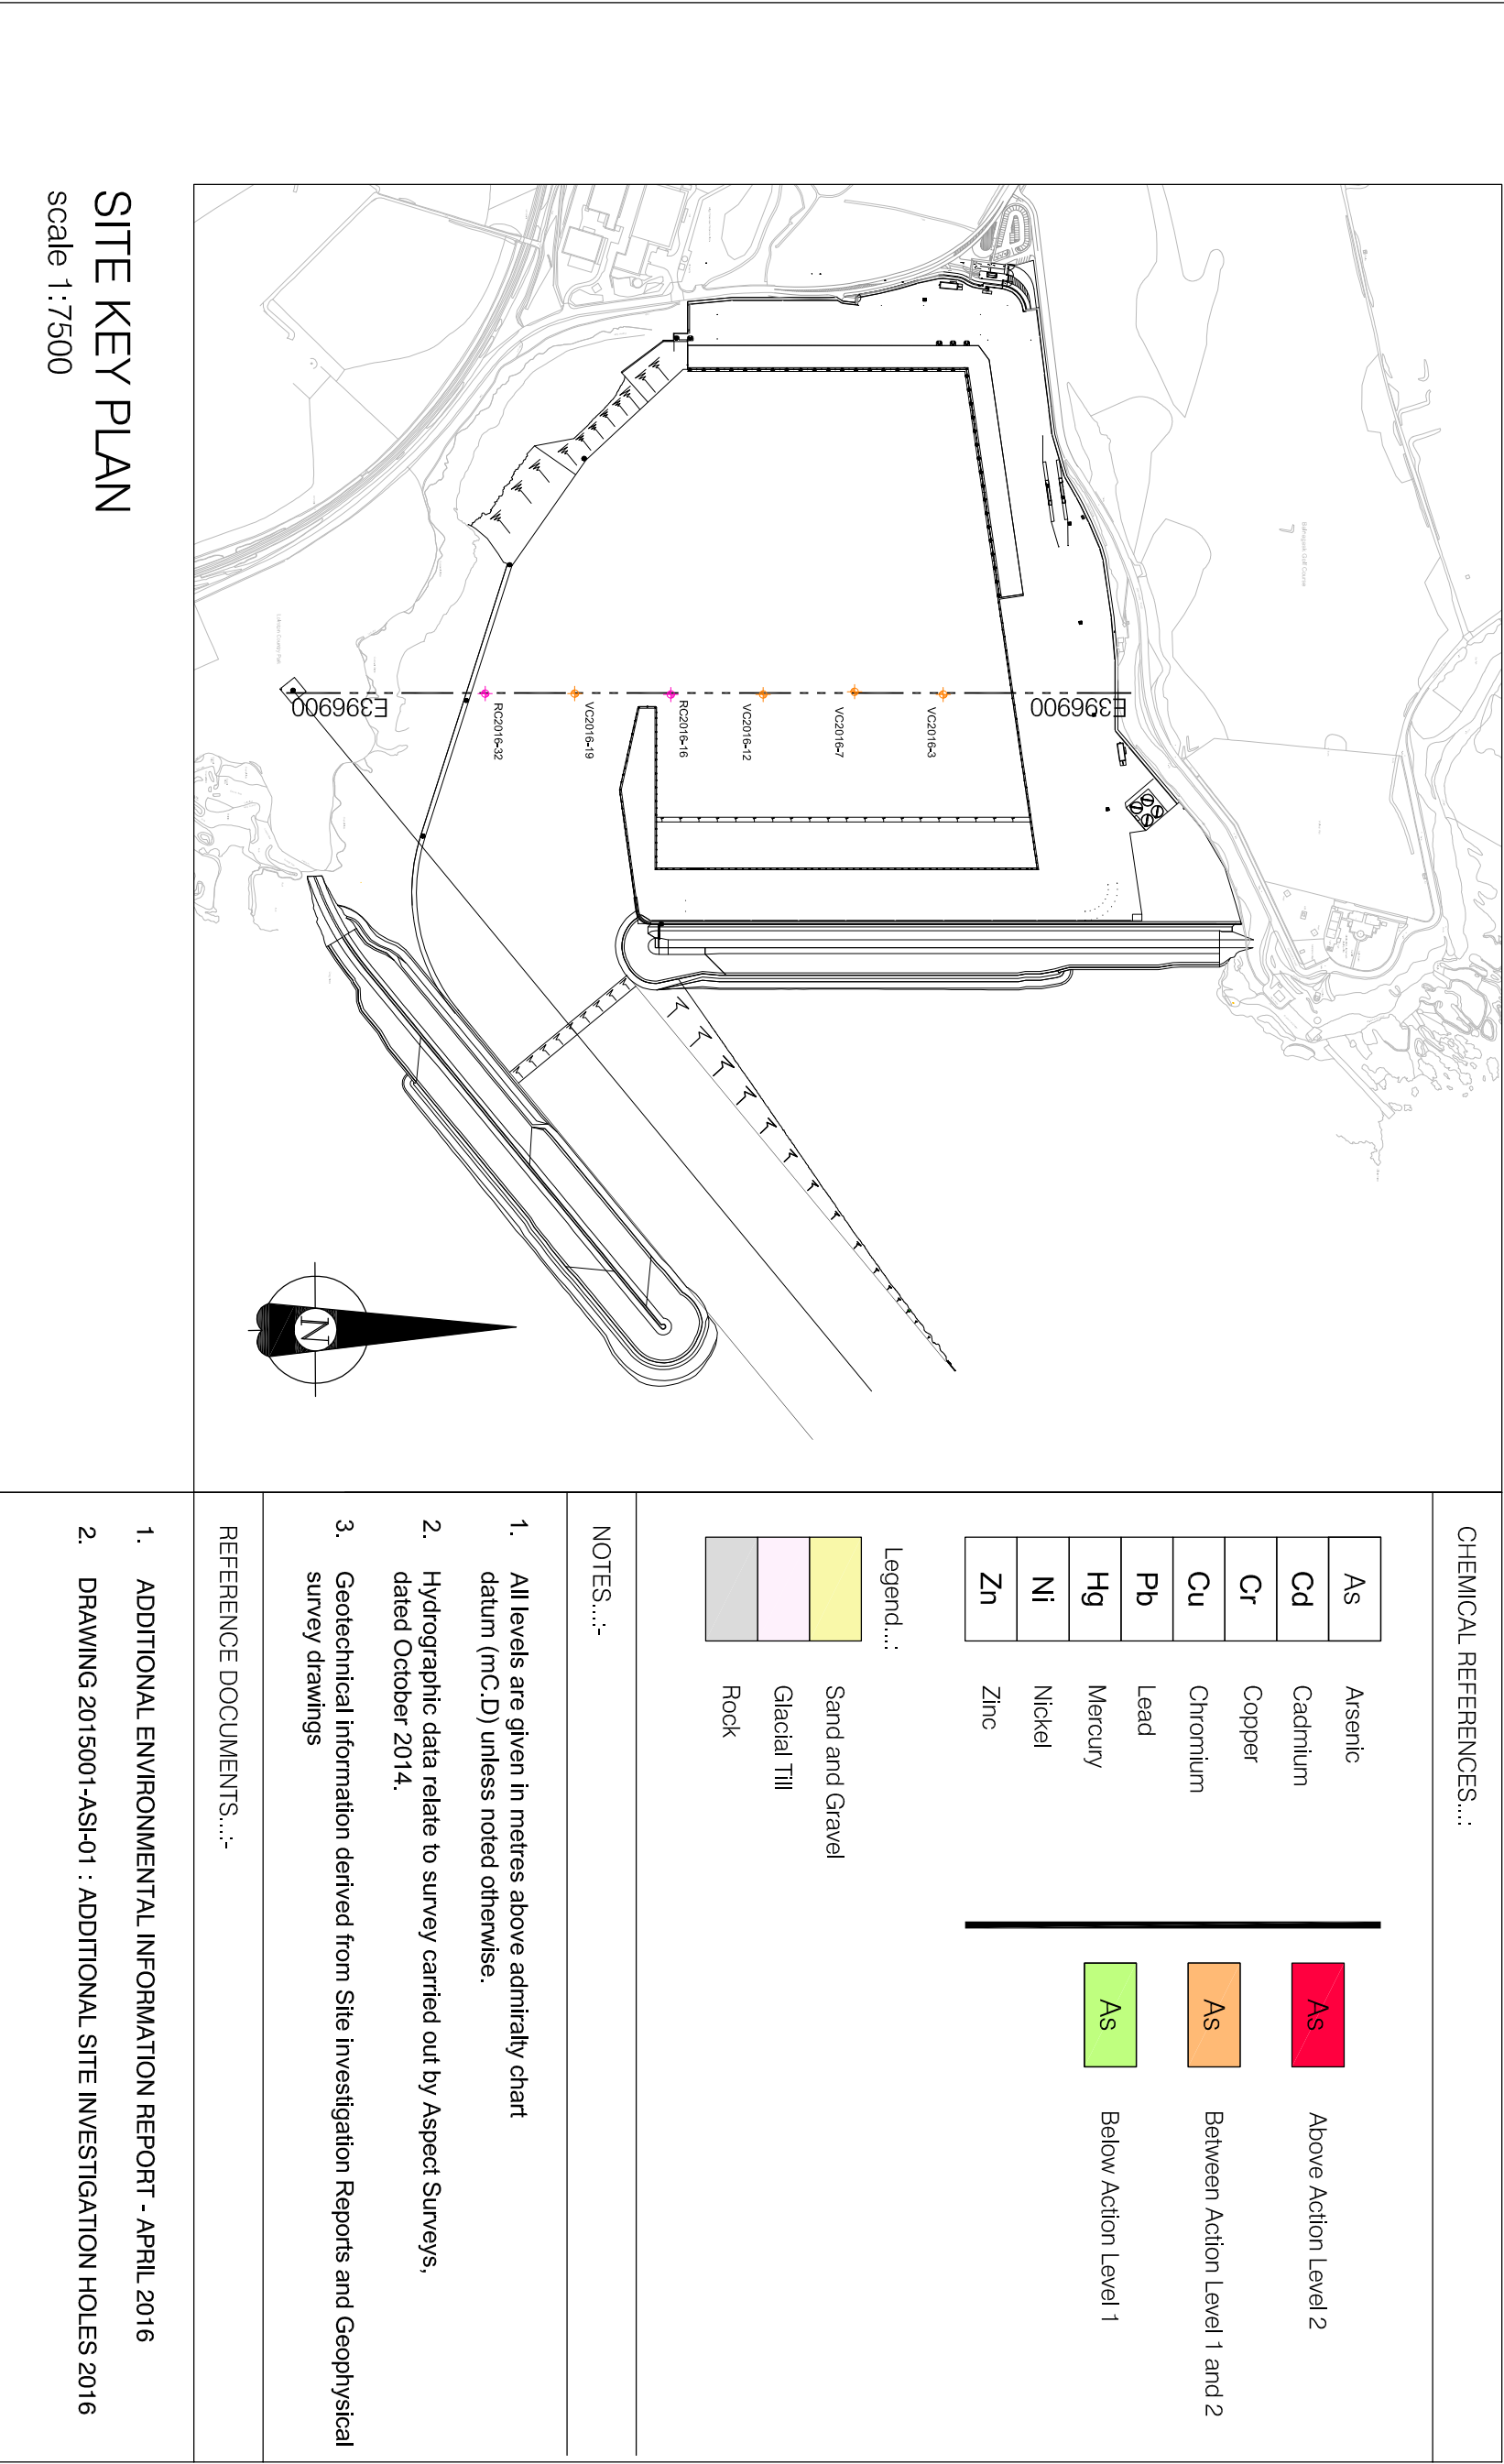 CHEMICAL REFERENCES...:
As Arsenic
Cd Cadmium
Cr Copper
Cu Chromium
Pb Lead
Hg Mercury
Ni Nickel
Zn Zinc
As Above Action Level 2
As Between Action Level 1 and 2
As Below Action Level 1
Legend...:
Sand and Gravel
Glacial Till
Rock
NOTES...:-
1. All levels are given in metres above admiralty chart
datum (mC.D) unless noted otherwise.
2. Hydrographic data relate to survey carried out by Aspect Surveys,
dated October 2014.
3. Geotechnical information derived from Site investigation Reports and Geophysical
survey drawings
REFERENCE DOCUMENTS...:-
1. ADDITIONAL ENVIRONMENTAL INFORMATION REPORT - APRIL 2016
2. DRAWING 2015001-ASI-01 : ADDITIONAL SITE INVESTIGATION HOLES 2016
E396900
VC2016-3
VC2016-7
VC2016-12
RC2016-16
VC2016-19
RC2016-32
E396900
N
SITE KEY PLAN
scale 1:7500